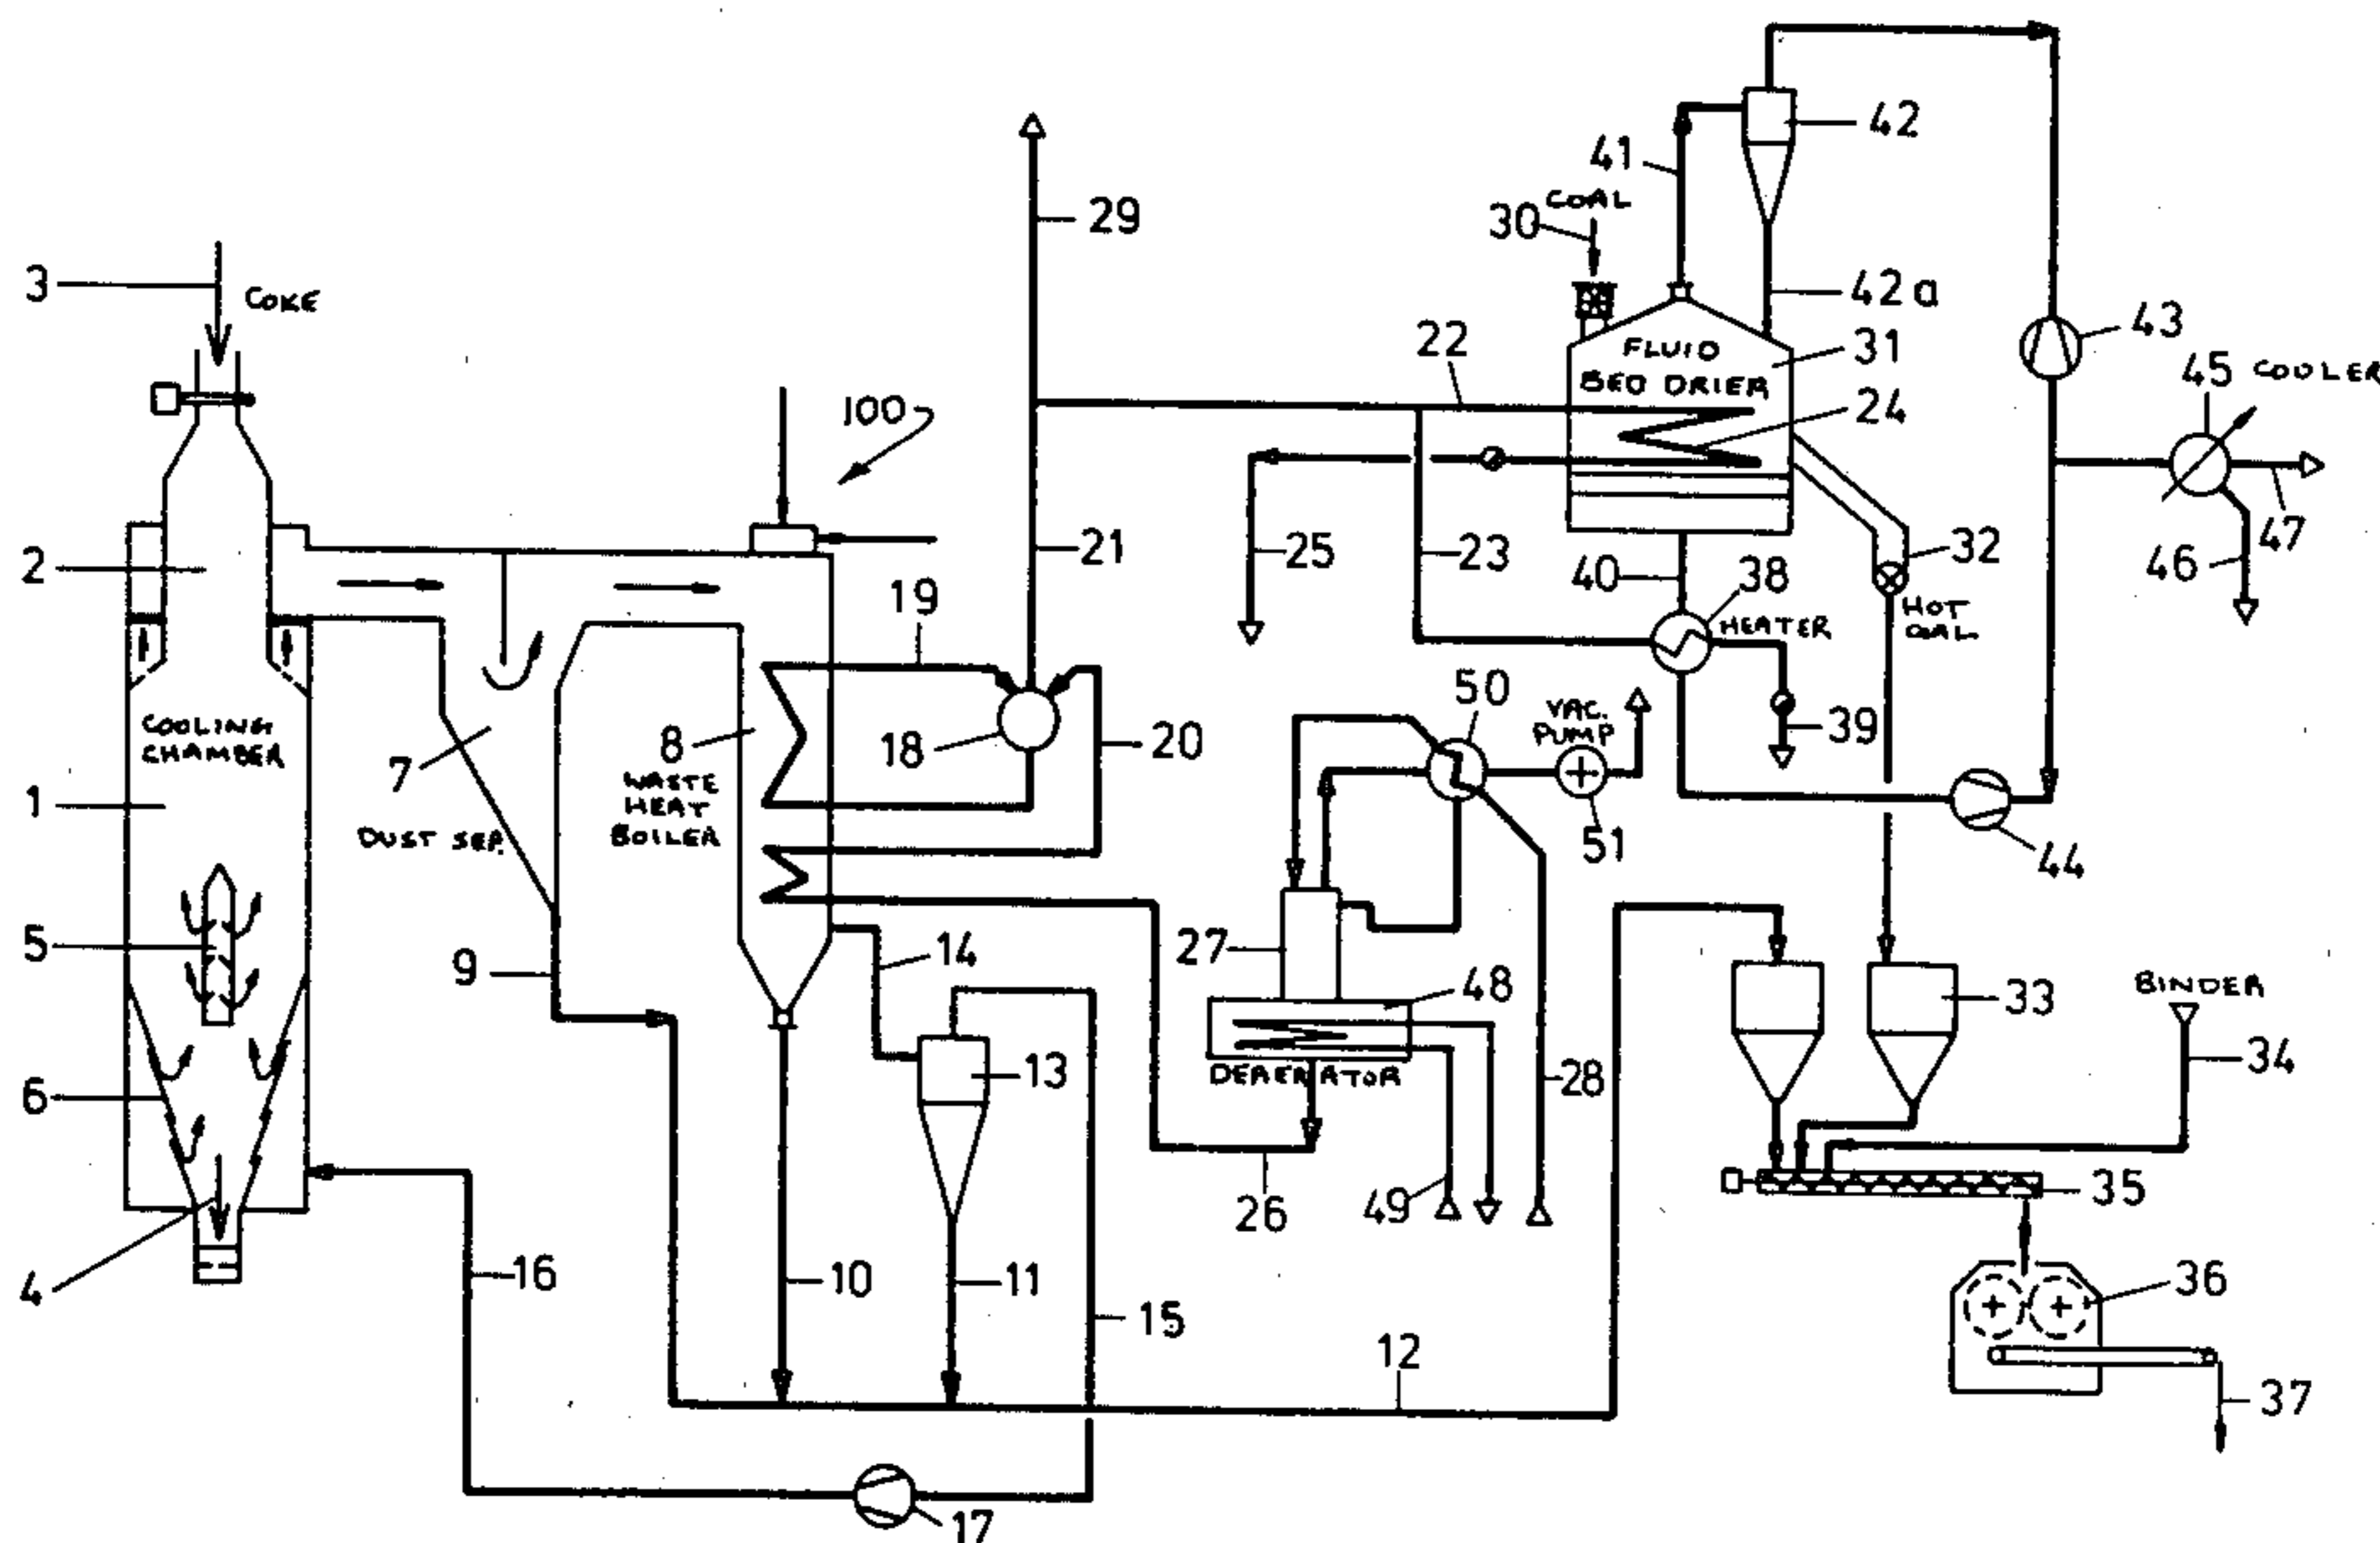 3
COKE
2
COOLING
CHAMBER
1
5
6
4
7
DUST SEP.
9
16
100
8
WASTE
HEAT
BOILER
19
18
20
21
29
14
13
10
11
15
12
17
22
23
25
26
27
48
DEAERATOR
49
28
50
VAC.
PUMP
51
30
COAL
41
42
42a
FLUID
BED DRIER
31
24
32
HOT
COAL
40
38
HEATER
39
43
44
45 COOLER
46
47
33
BINDER
34
35
36
37